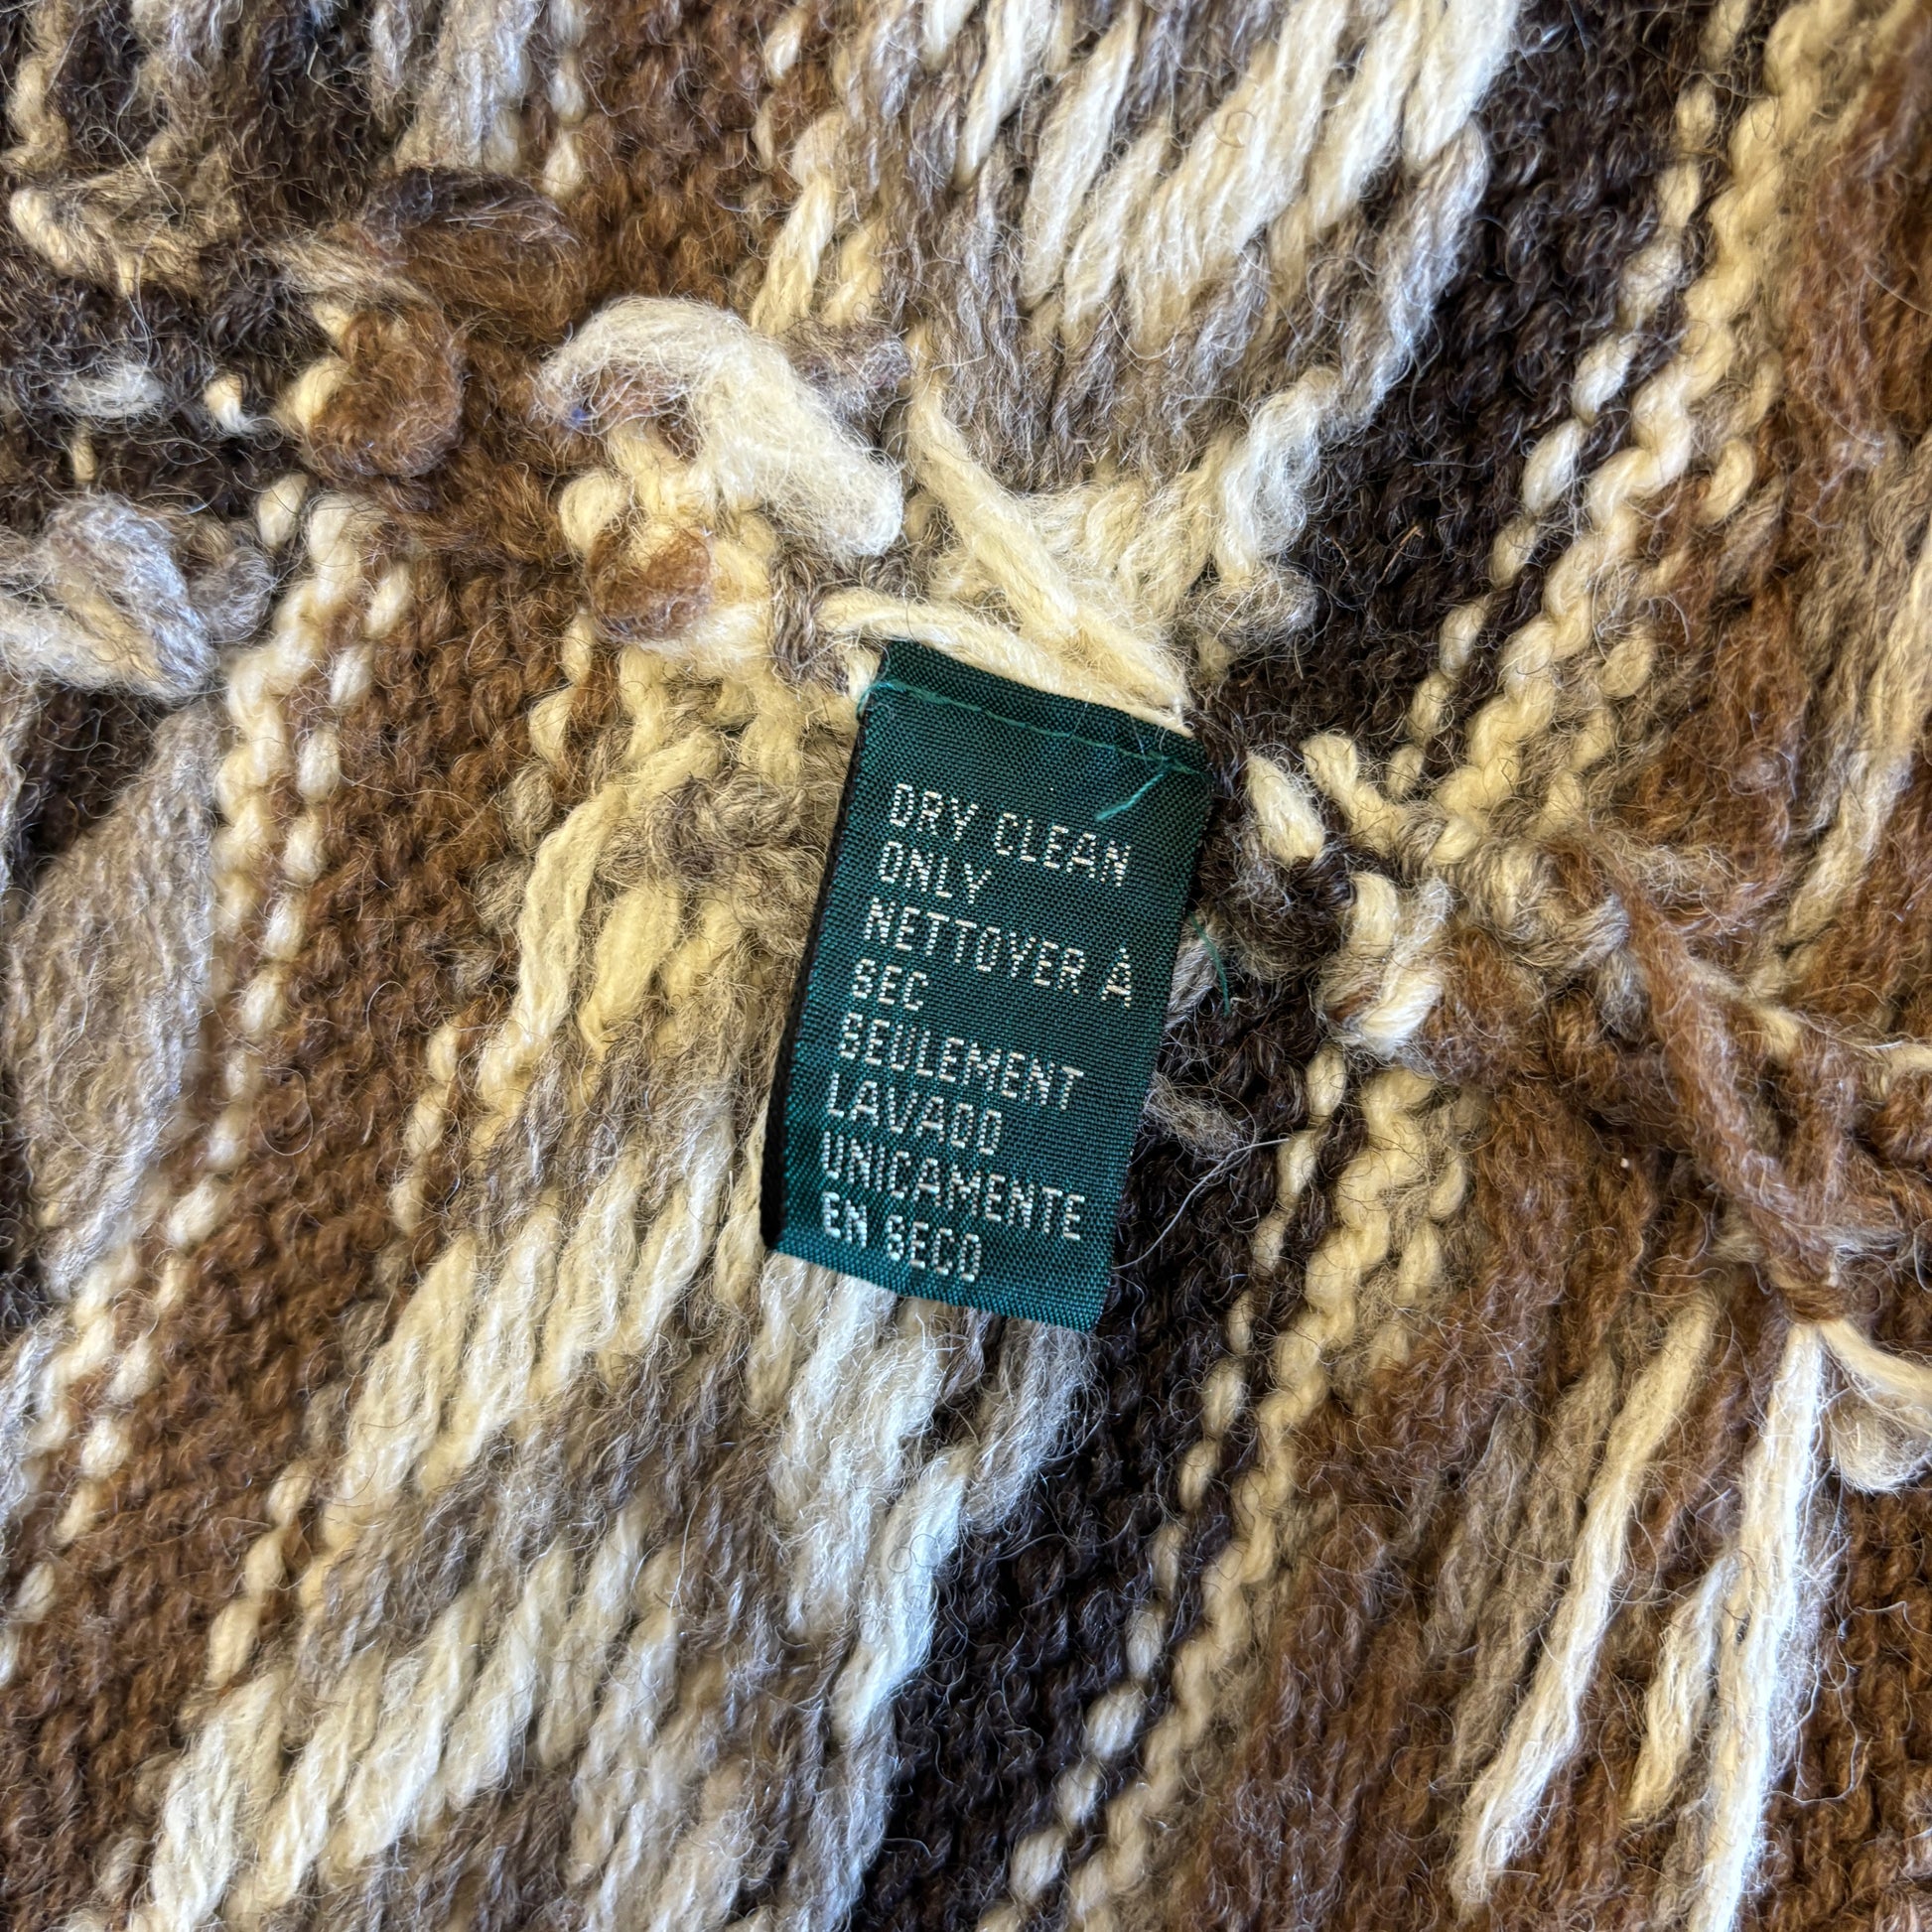 DRY CLEAN
ONLY
NETTOYER À
SEC
SEULEMENT
LAVADO
UNICAMENTE
EN SECO